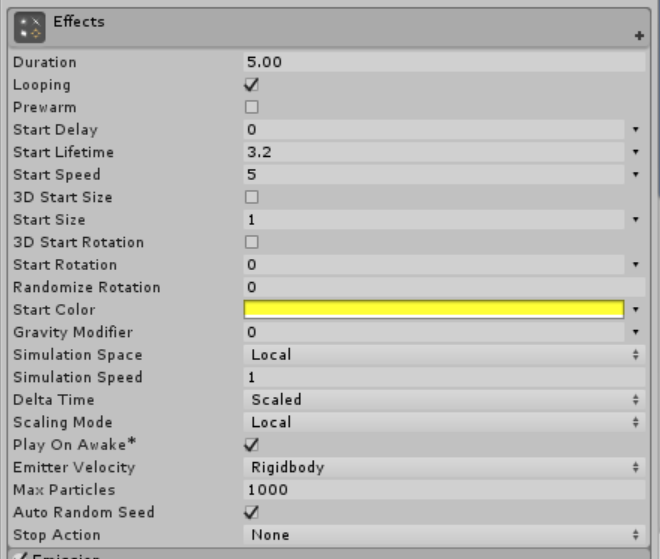 Effects
+
Duration 5.00
Looping
Prewarm
Start Delay 0
Start Lifetime 3.2
Start Speed 5
3D Start Size
Start Size 1
3D Start Rotation
Start Rotation 0
Randomize Rotation 0
Start Color
Gravity Modifier 0
Simulation Space Local
Simulation Speed 1
Delta Time Scaled
Scaling Mode Local
Play On Awake*
Emitter Velocity Rigidbody
Max Particles 1000
Auto Random Seed
Stop Action None
Emission